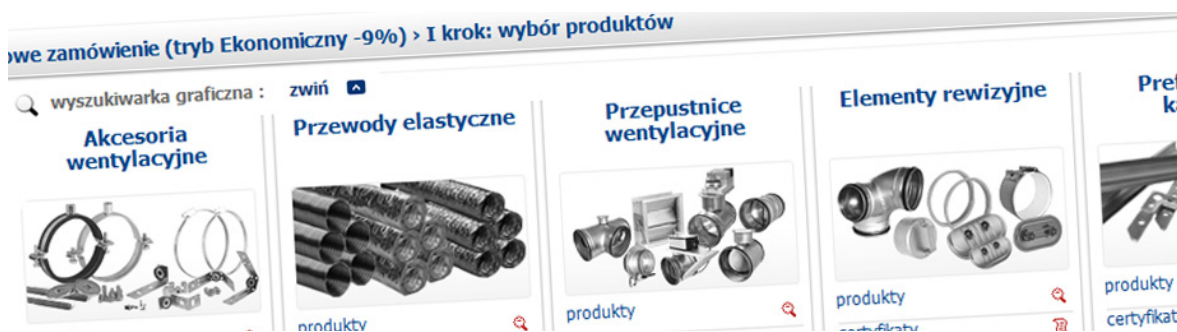 zamówienie (tryb Ekonomiczny -9%) › I krok: wybór produktów
wyszukiwarka graficzna : zwiń
Akcesoria
wentylacyjne
Przewody elastyczne
Przepustnice
wentylacyjne
Elementy rewizyjne
produkty
produkty
produkty
certyfikaty
produkty